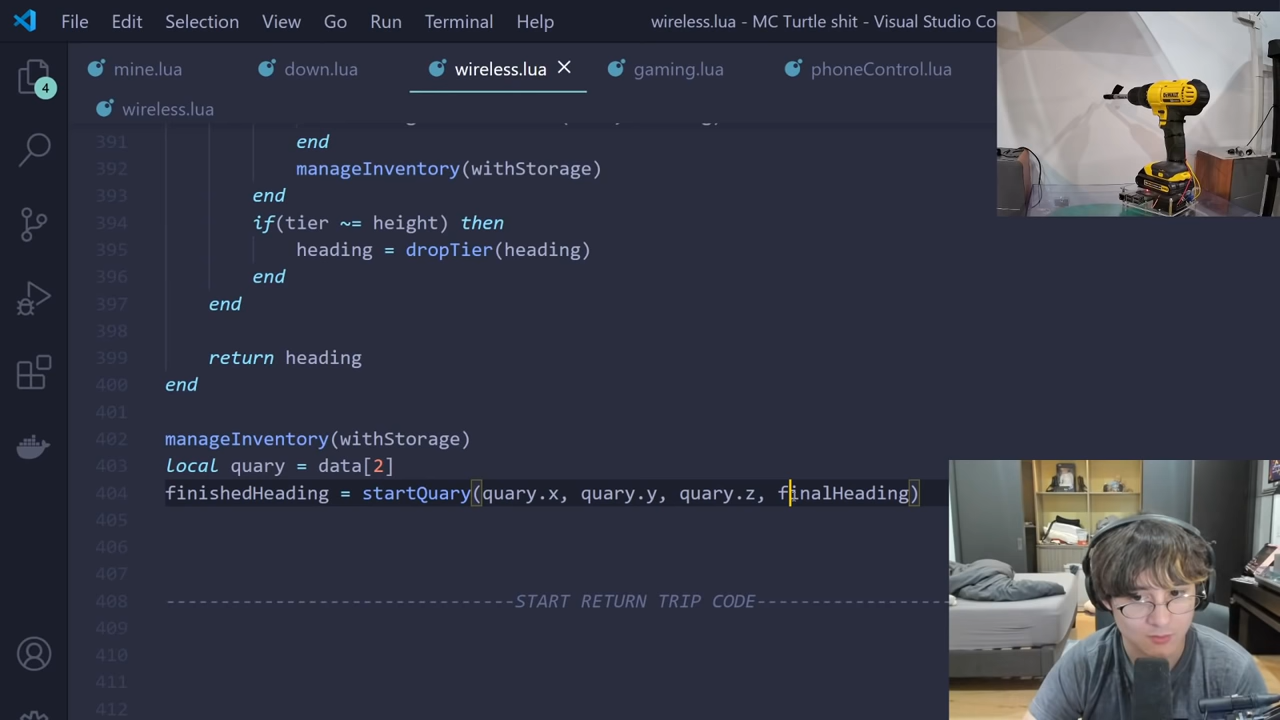 File Edit Selection View Go Run Terminal Help wireless.lua - MC Turtle shit - Visual Studio Co
mine.lua down.lua wireless.lua gaming.lua phoneControl.lua
4
wireless.lua
391 end
392 manageInventory(withStorage)
393 end
394 if(tier ~= height) then
395 heading = dropTier(heading)
396 end
397 end
398
399 return heading
400 end
401
402 manageInventory(withStorage)
403 local quary = data[2]
404 finishedHeading = startQuary(quary.x, quary.y, quary.z, finalHeading)
405
406
407
408 --------------------------------START RETURN TRIP CODE------------------
409
410
411
412
DEWALT